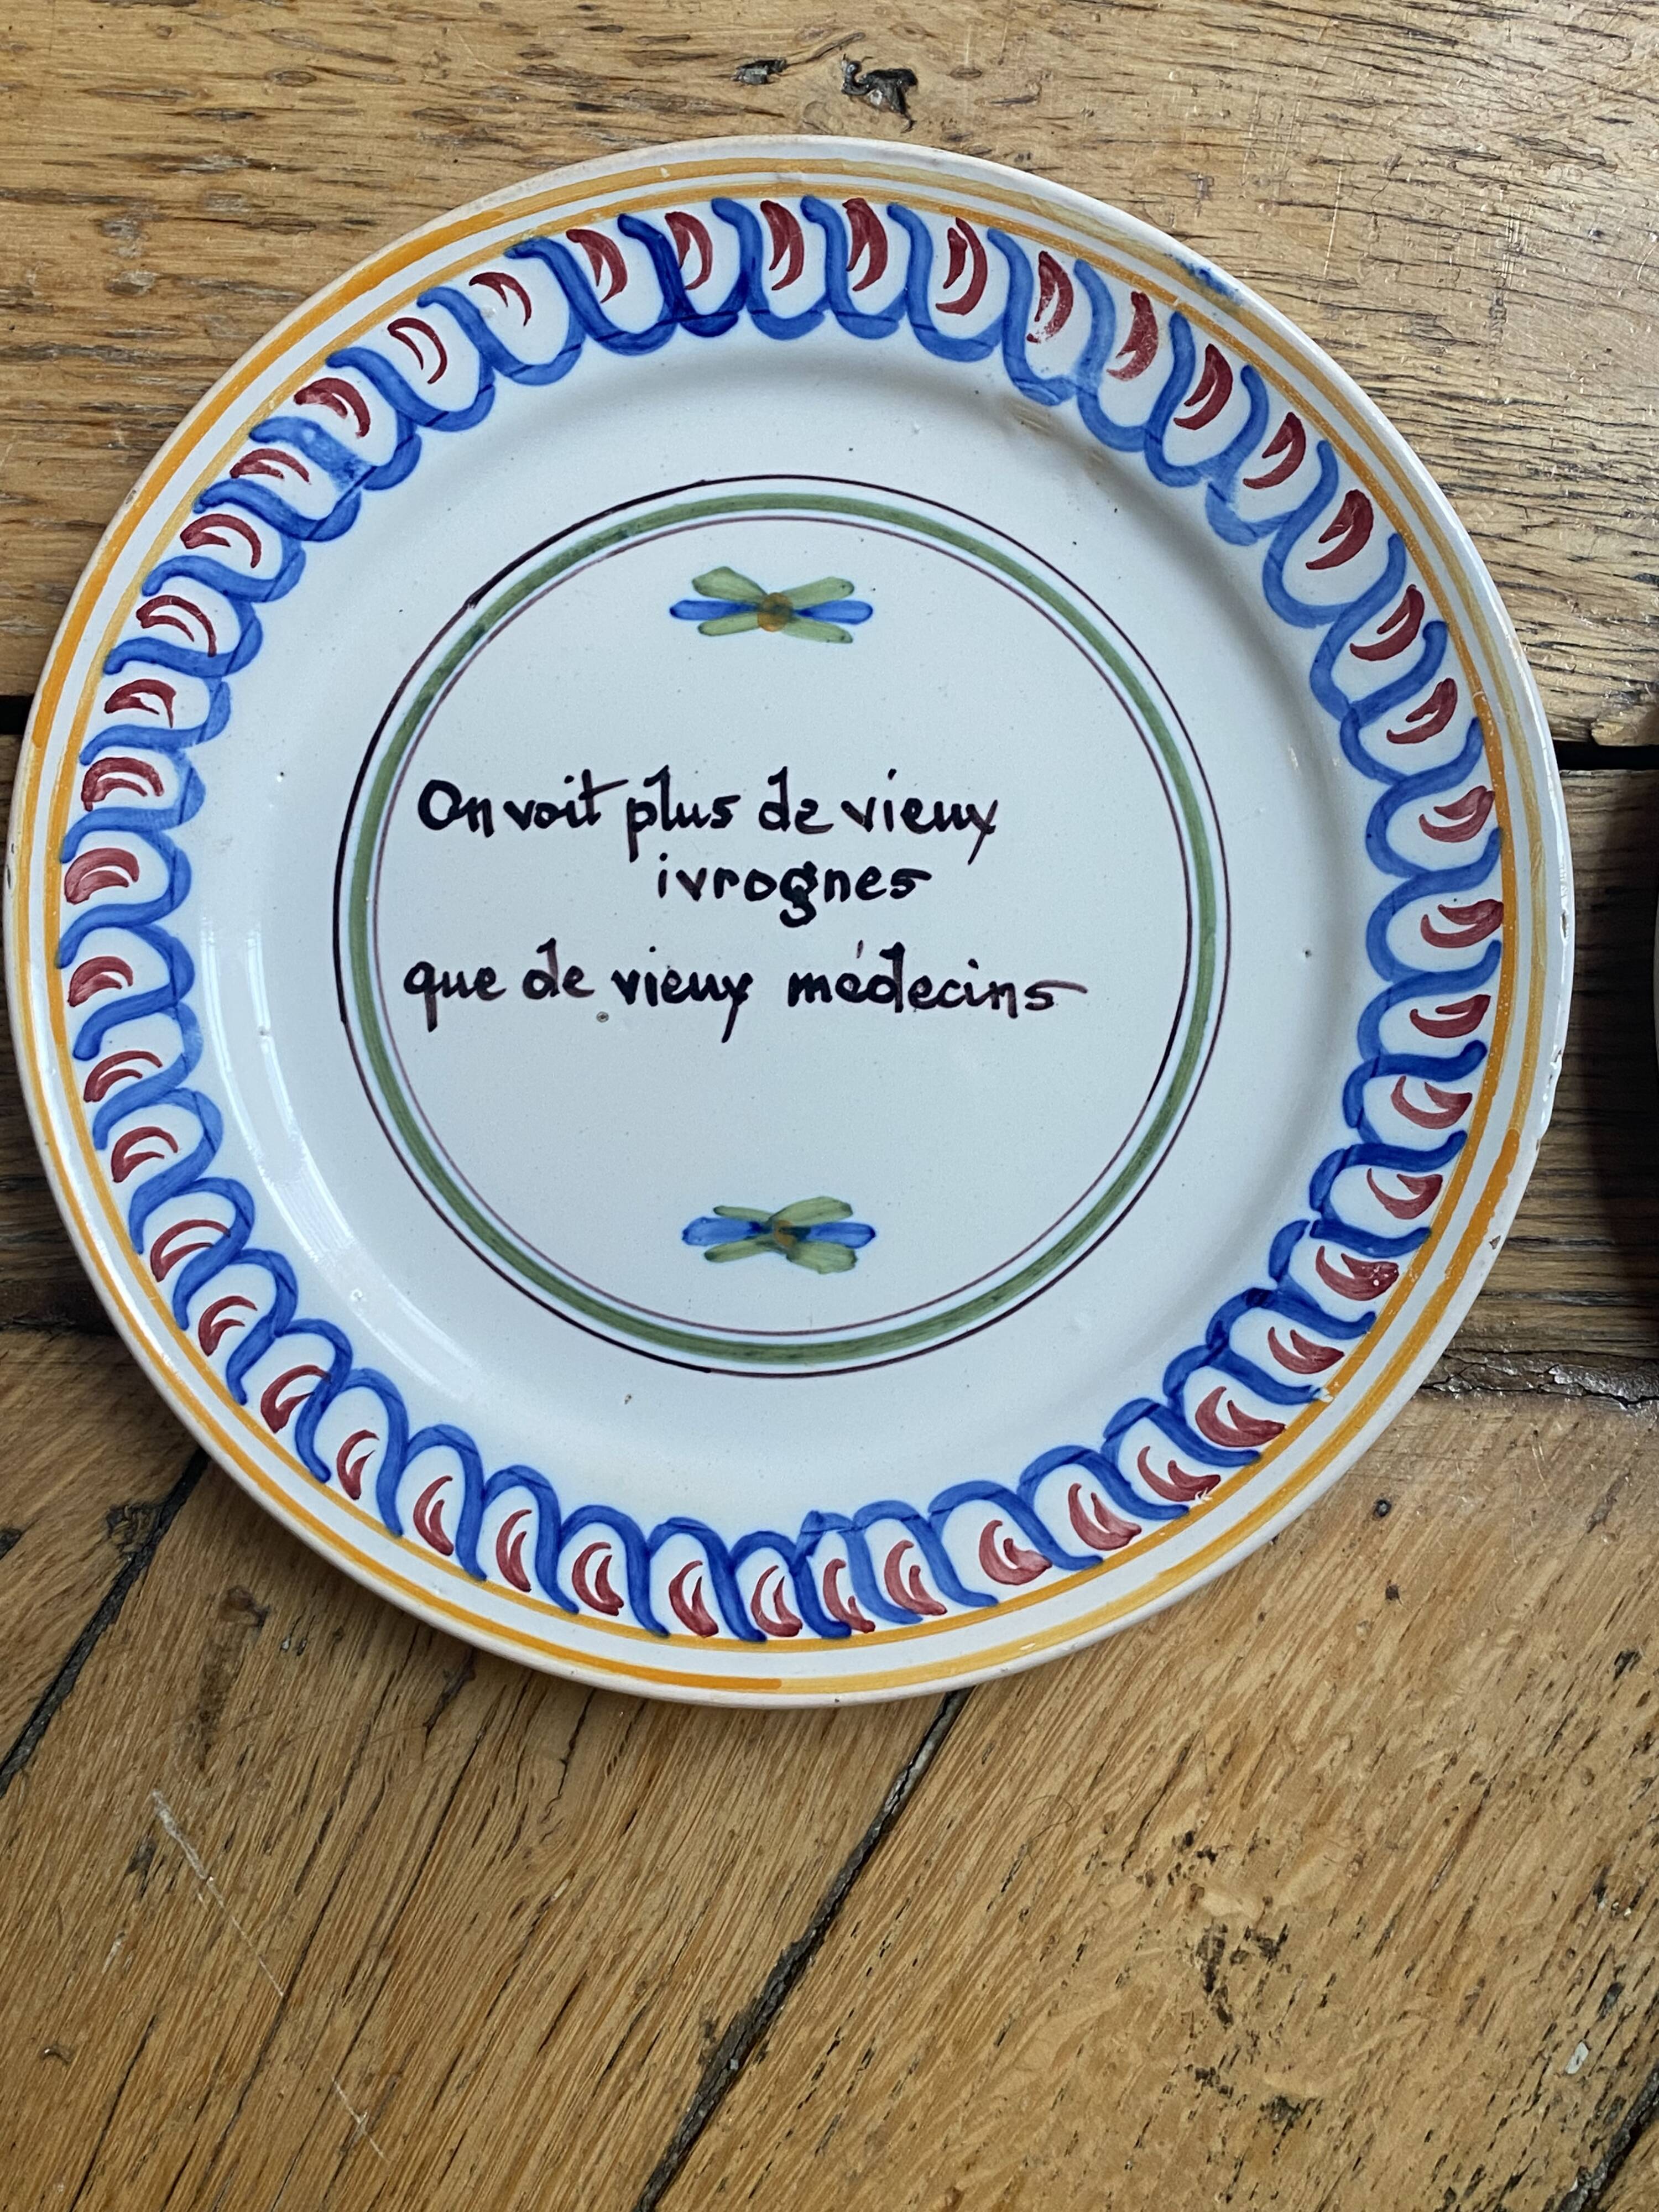 On voit plus de vieux
ivrognes
que de vieux médecins